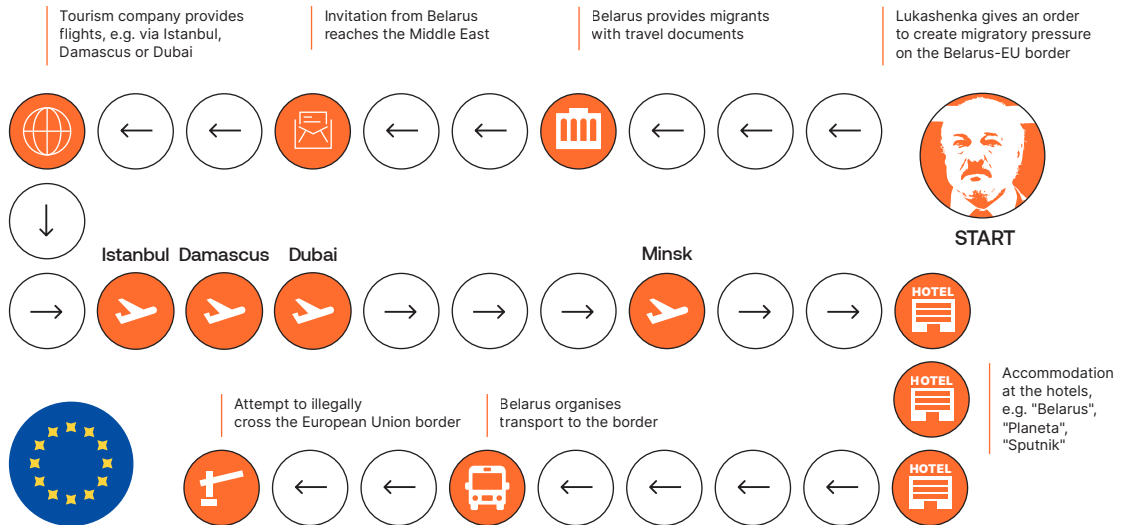 Tourism company provides
flights, e.g. via Istanbul,
Damascus or Dubai
Invitation from Belarus
reaches the Middle East
Belarus provides migrants
with travel documents
Lukashenka gives an order
to create migratory pressure
on the Belarus-EU border
START
Istanbul
Damascus
Dubai
Minsk
HOTEL
HOTEL
Accommodation
at the hotels,
e.g. "Belarus",
"Planeta",
"Sputnik"
Attempt to illegally
cross the European Union border
Belarus organises
transport to the border
HOTEL